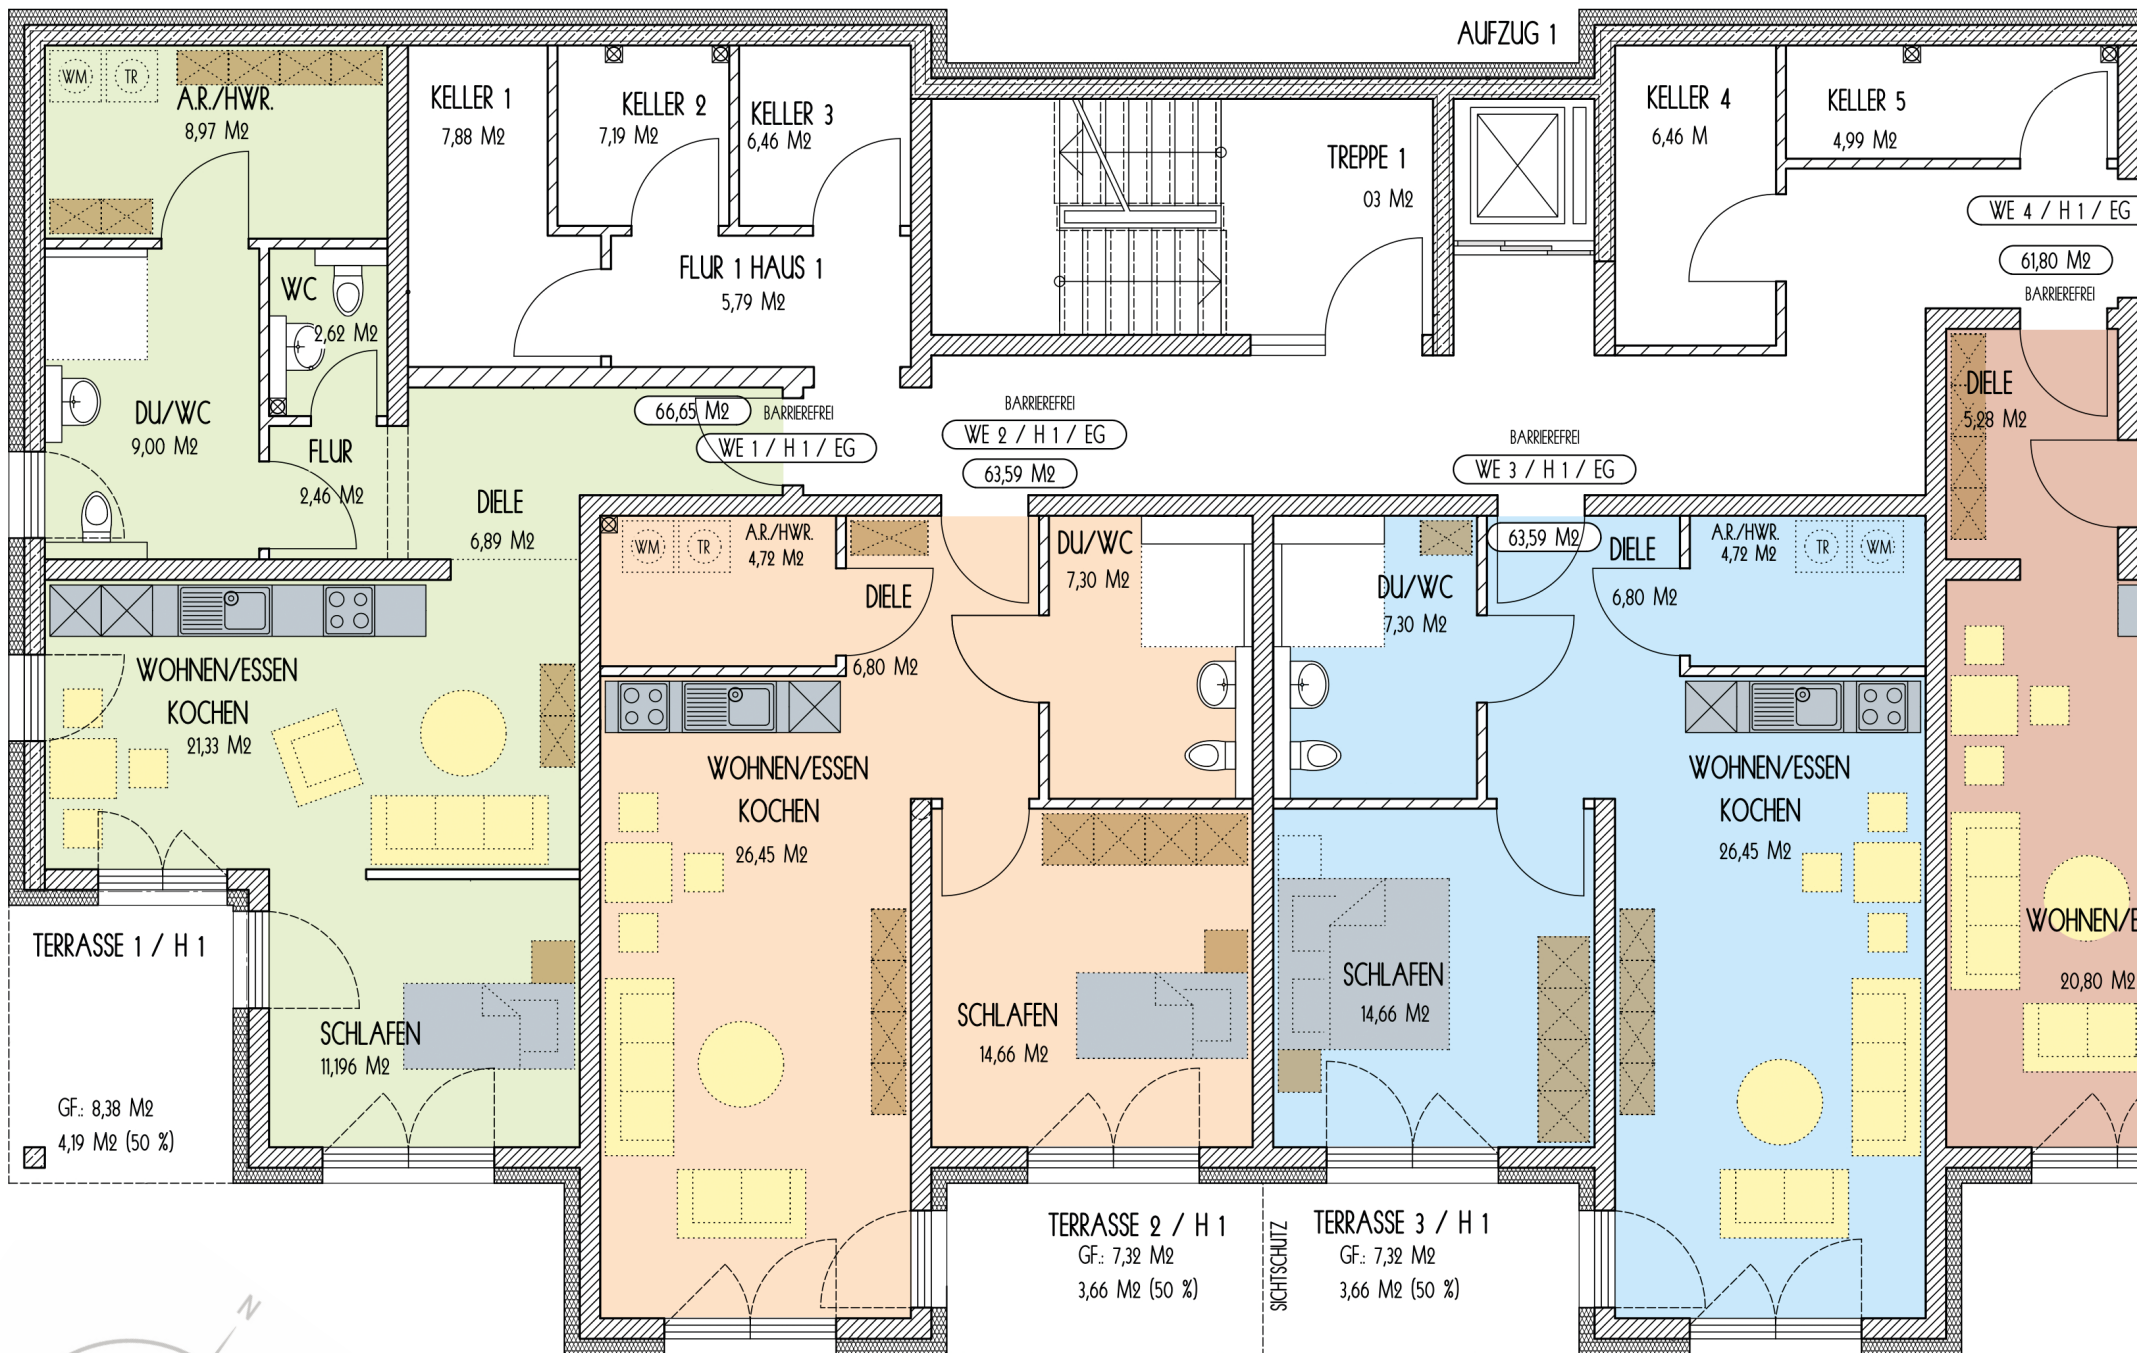 AUFZUG 1
WM
TR
A.R./HWR.
8,97 M2
KELLER 1
7,88 M2
KELLER 2
7,19 M2
KELLER 3
6,46 M2
TREPPE 1
03 M2
KELLER 4
6,46 M
KELLER 5
4,99 M2
WE 4 / H 1 / EG
61,80 M2
BARRIEREFREI
WC
2,62 M2
FLUR 1 HAUS 1
5,79 M2
DU/WC
9,00 M2
FLUR
2,46 M2
DIELE
6,89 M2
66,65 M2
BARRIEREFREI
WE 1 / H 1 / EG
BARRIEREFREI
WE 2 / H 1 / EG
63,59 M2
BARRIEREFREI
WE 3 / H 1 / EG
63,59 M2
DIELE
5,28 M2
WM
TR
A.R./HWR.
4,72 M2
DIELE
6,80 M2
DU/WC
7,30 M2
DU/WC
7,30 M2
DIELE
6,80 M2
A.R./HWR.
4,72 M2
TR
WM
WOHNEN/ESSEN
KOCHEN
21,33 M2
WOHNEN/ESSEN
KOCHEN
26,45 M2
WOHNEN/ESSEN
KOCHEN
26,45 M2
WOHNEN/E
20,80 M2
TERRASSE 1 / H 1
GF.: 8,38 M2
4,19 M2 (50 %)
SCHLAFEN
11,196 M2
SCHLAFEN
14,66 M2
SCHLAFEN
14,66 M2
TERRASSE 2 / H 1
GF.: 7,32 M2
3,66 M2 (50 %)
SICHTSCHUTZ
TERRASSE 3 / H 1
GF.: 7,32 M2
3,66 M2 (50 %)
N